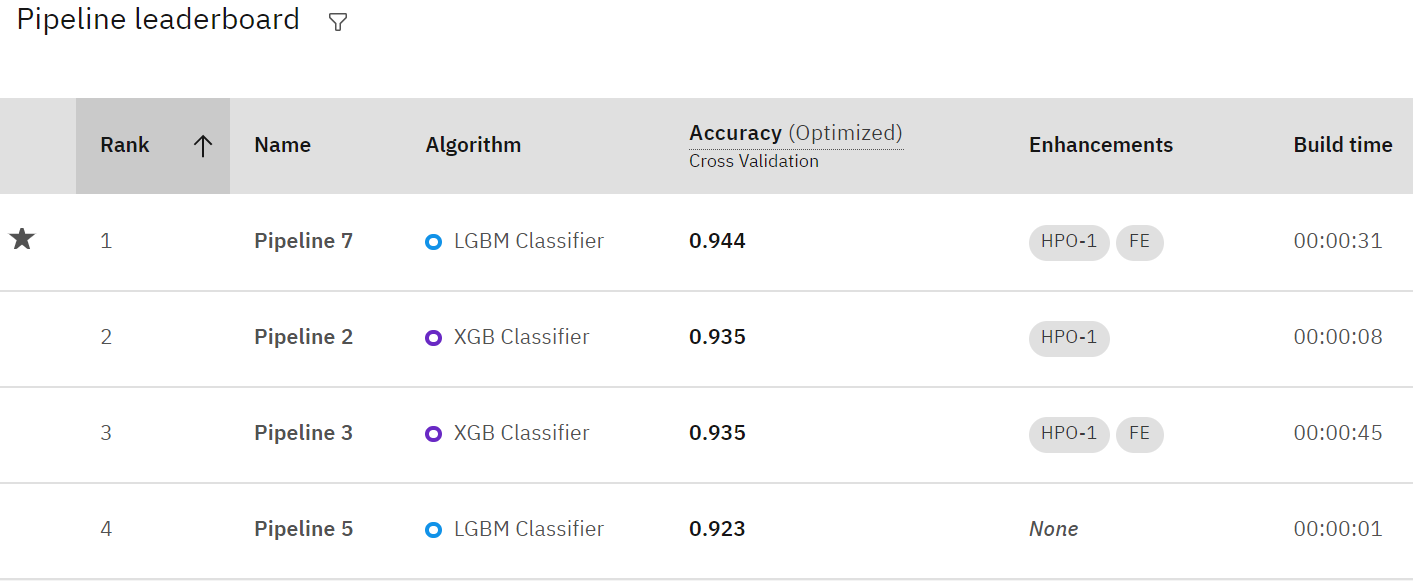 Pipeline leaderboard
Rank Name Algorithm Accuracy (Optimized) Enhancements Build time
Cross Validation
1 Pipeline 7 LGBM Classifier 0.944 HPO-1 FE 00:00:31
2 Pipeline 2 XGB Classifier 0.935 HPO-1 00:00:08
3 Pipeline 3 XGB Classifier 0.935 HPO-1 FE 00:00:45
4 Pipeline 5 LGBM Classifier 0.923 None 00:00:01